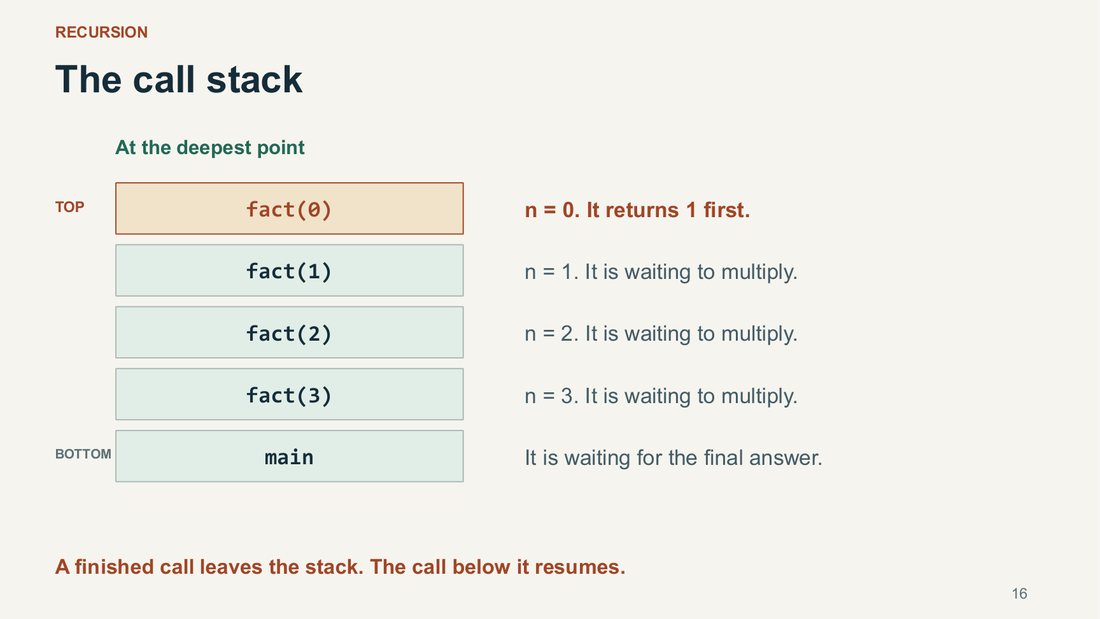 RECURSION
The call stack
At the deepest point
TOP
fact(0)
n = 0. It returns 1 first.
fact(1)
n = 1. It is waiting to multiply.
fact(2)
n = 2. It is waiting to multiply.
fact(3)
n = 3. It is waiting to multiply.
BOTTOM
main
It is waiting for the final answer.
A finished call leaves the stack. The call below it resumes.
16